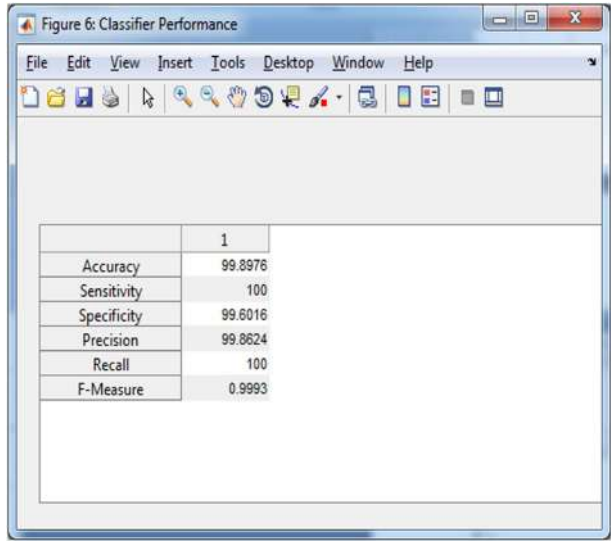 Figure 6: Classifier Performance
File Edit View Insert Tools Desktop Window Help
1
Accuracy 99.8976
Sensitivity 100
Specificity 99.6016
Precision 99.8624
Recall 100
F-Measure 0.9993